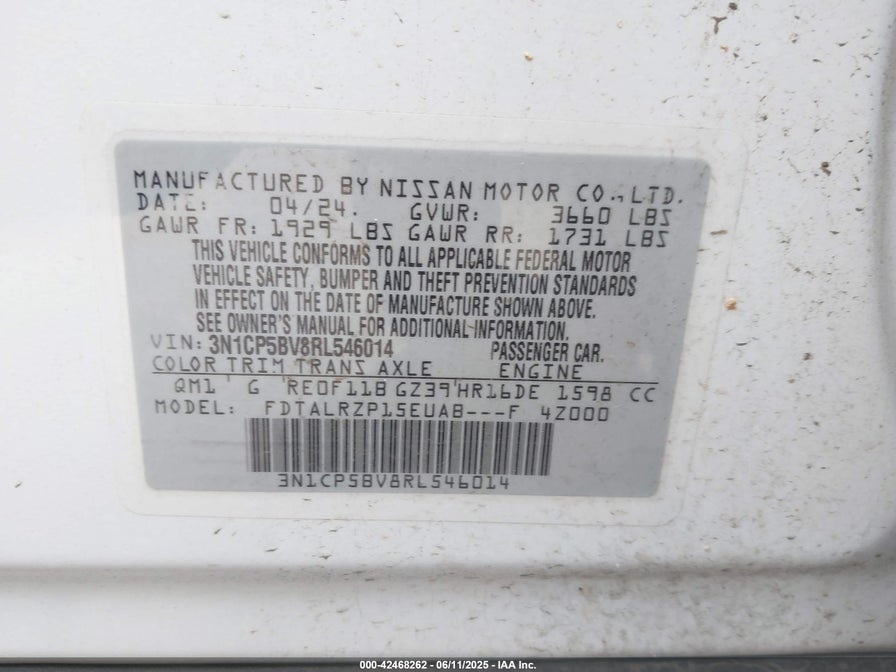 MANUFACTURED BY NISSAN MOTOR CO., LTD.
DATE: 04/24. GVWR: 3660 LBS
GAWR FR: 1929 LBS GAWR RR: 1731 LBS
THIS VEHICLE CONFORMS TO ALL APPLICABLE FEDERAL MOTOR
VEHICLE SAFETY, BUMPER AND THEFT PREVENTION STANDARDS
IN EFFECT ON THE DATE OF MANUFACTURE SHOWN ABOVE.
SEE OWNER'S MANUAL FOR ADDITIONAL INFORMATION.
VIN: 3N1CP5BV8RL546014 PASSENGER CAR.
COLOR TRIM TRANS AXLE ENGINE
QM1 G RE0F11B GZ39 HR16DE 1598 CC
MODEL: FDTALRZP15EUAB---F 4Z000
3N1CP5BV8RL546014
000-42468262 - 06/11/2025 - IAA Inc.